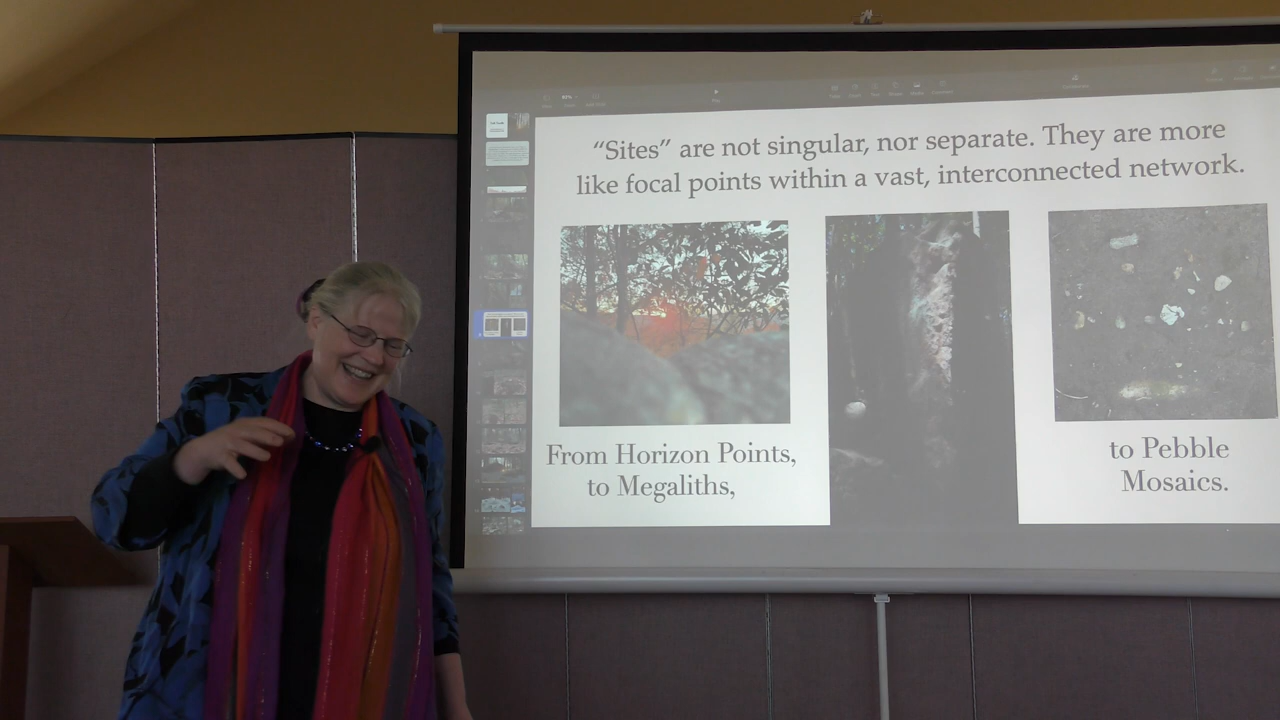 “Sites” are not singular, nor separate. They are more
like focal points within a vast, interconnected network.
From Horizon Points,
to Megaliths,
to Pebble
Mosaics.